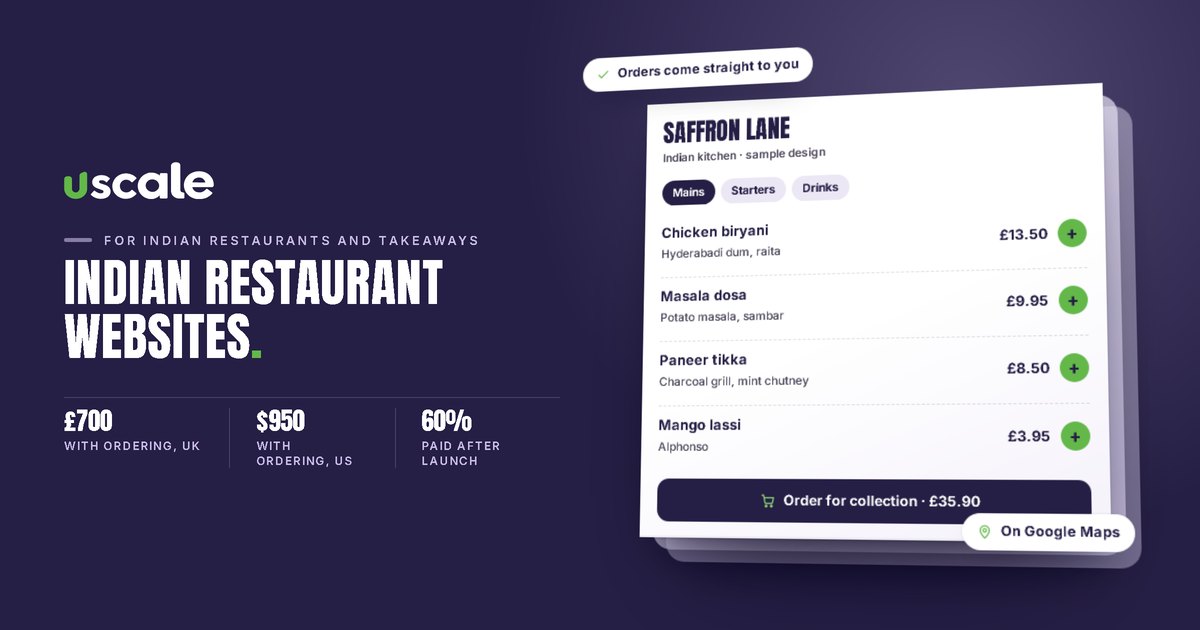 uscale
FOR INDIAN RESTAURANTS AND TAKEAWAYS
INDIAN RESTAURANT
WEBSITES.
£700
WITH ORDERING, UK
$950
WITH
ORDERING, US
60%
PAID AFTER
LAUNCH
Orders come straight to you
SAFFRON LANE
Indian kitchen · sample design
Mains Starters Drinks
Chicken biryani £13.50 +
Hyderabadi dum, raita
Masala dosa £9.95 +
Potato masala, sambar
Paneer tikka £8.50 +
Charcoal grill, mint chutney
Mango lassi £3.95 +
Alphonso
Order for collection · £35.90
On Google Maps